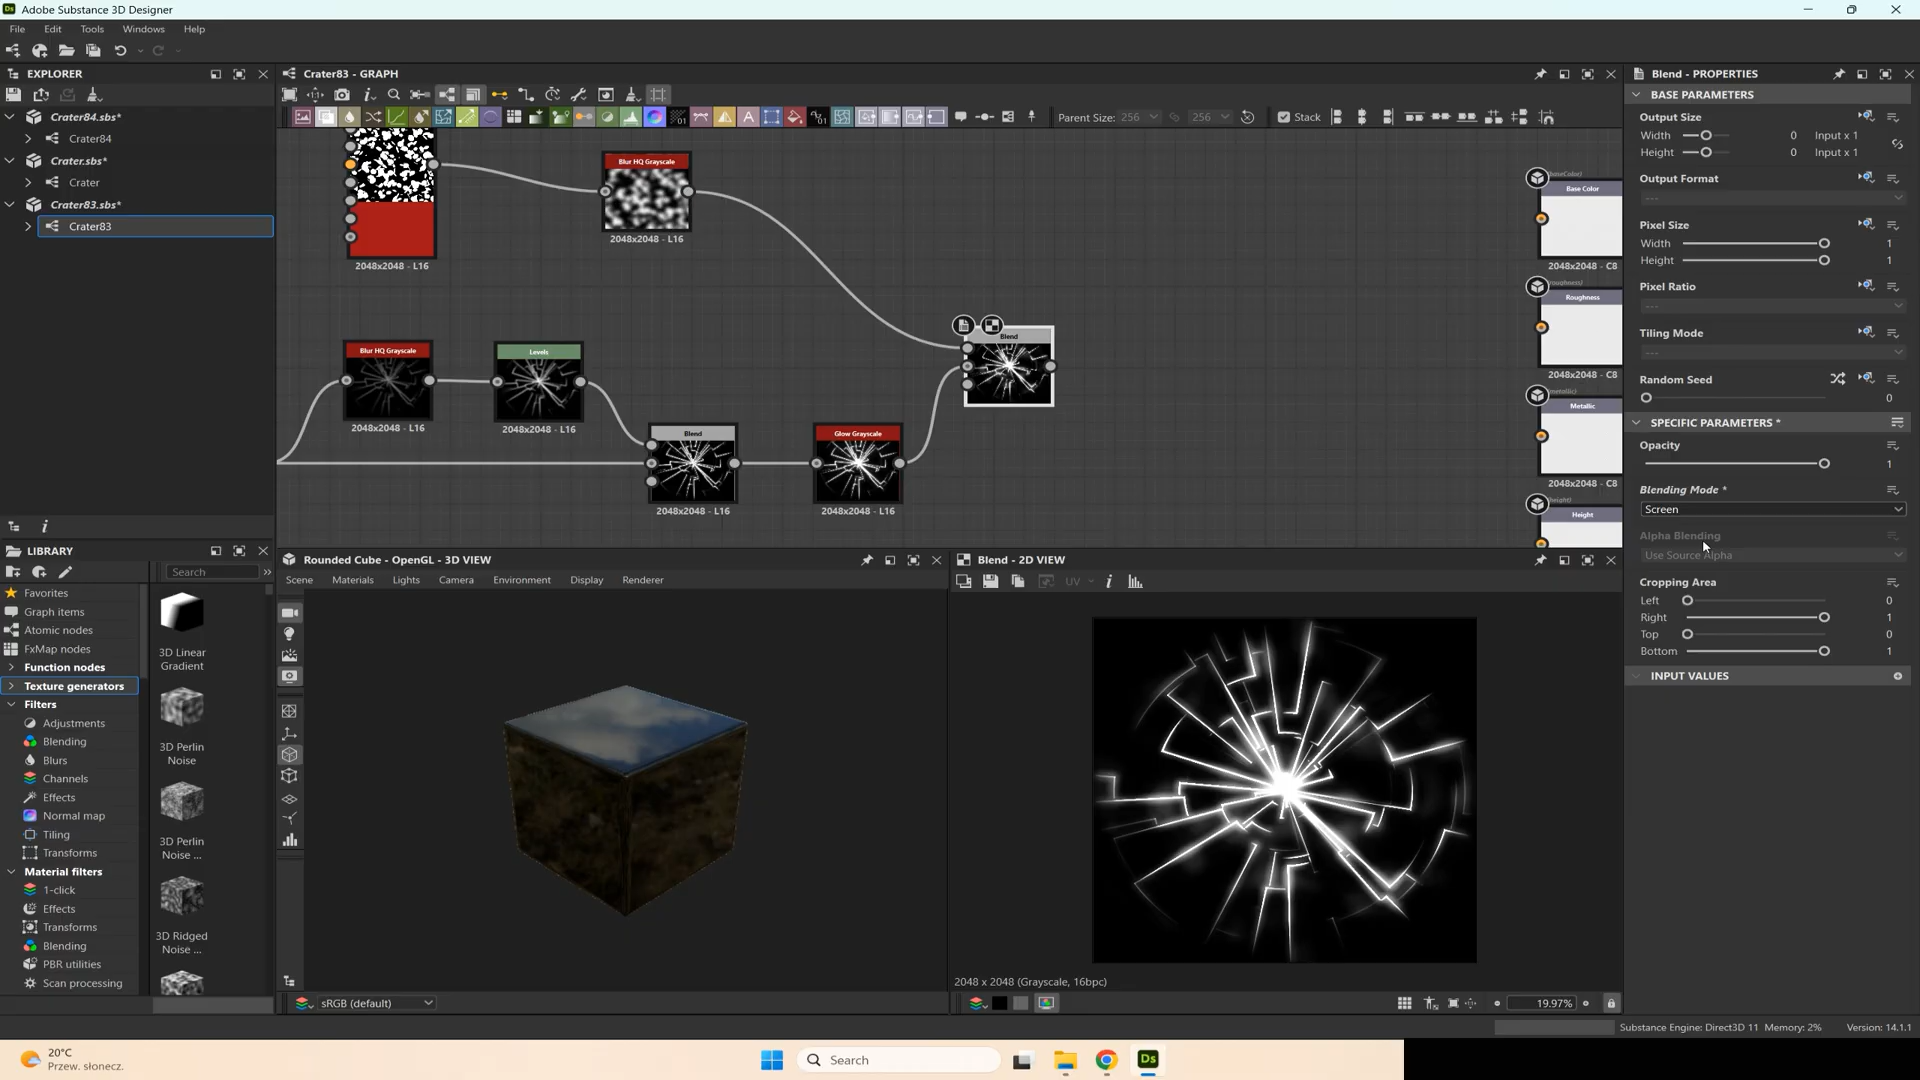 Adobe Substance 3D Designer
File Edit Tools Windows Help
EXPLORER
Crater84.sbs*
Crater84
Crater.sbs*
Crater
Crater83.sbs*
Crater83
Crater83 - GRAPH
Parent Size: 256 256 Stack
Blur HQ Grayscale
2048x2048 - L16
2048x2048 - L16
Blur HQ Grayscale
2048x2048 - L16
Levels
2048x2048 - L16
Blend
2048x2048 - L16
Glow Grayscale
2048x2048 - L16
Blend
(baseColor)
Base Color
2048x2048 - C8
(roughness)
Roughness
2048x2048 - C8
(metallic)
Metallic
2048x2048 - C8
(height)
Height
LIBRARY
Search
Favorites
Graph items
Atomic nodes
FxMap nodes
Function nodes
Texture generators
Filters
Adjustments
Blending
Blurs
Channels
Effects
Normal map
Tiling
Transforms
Material filters
1-click
Effects
Transforms
Blending
PBR utilities
Scan processing
3D Linear
Gradient
3D Perlin
Noise
3D Perlin
Noise ...
3D Ridged
Noise ...
Rounded Cube - OpenGL - 3D VIEW
Scene Materials Lights Camera Environment Display Renderer
sRGB (default)
Blend - 2D VIEW
UV
2048 x 2048 (Grayscale, 16bpc)
19.97%
Blend - PROPERTIES
BASE PARAMETERS
Output Size
Width 0 Input x 1
Height 0 Input x 1
Output Format
---
Pixel Size
Width 1
Height 1
Pixel Ratio
---
Tiling Mode
---
Random Seed
0
SPECIFIC PARAMETERS *
Opacity
1
Blending Mode *
Screen
Alpha Blending
Use Source Alpha
Cropping Area
Left 0
Right 1
Top 0
Bottom 1
INPUT VALUES
Substance Engine: Direct3D 11 Memory: 2% Version: 14.1.1
20°C
Przew. słonecz.
Search
Ds